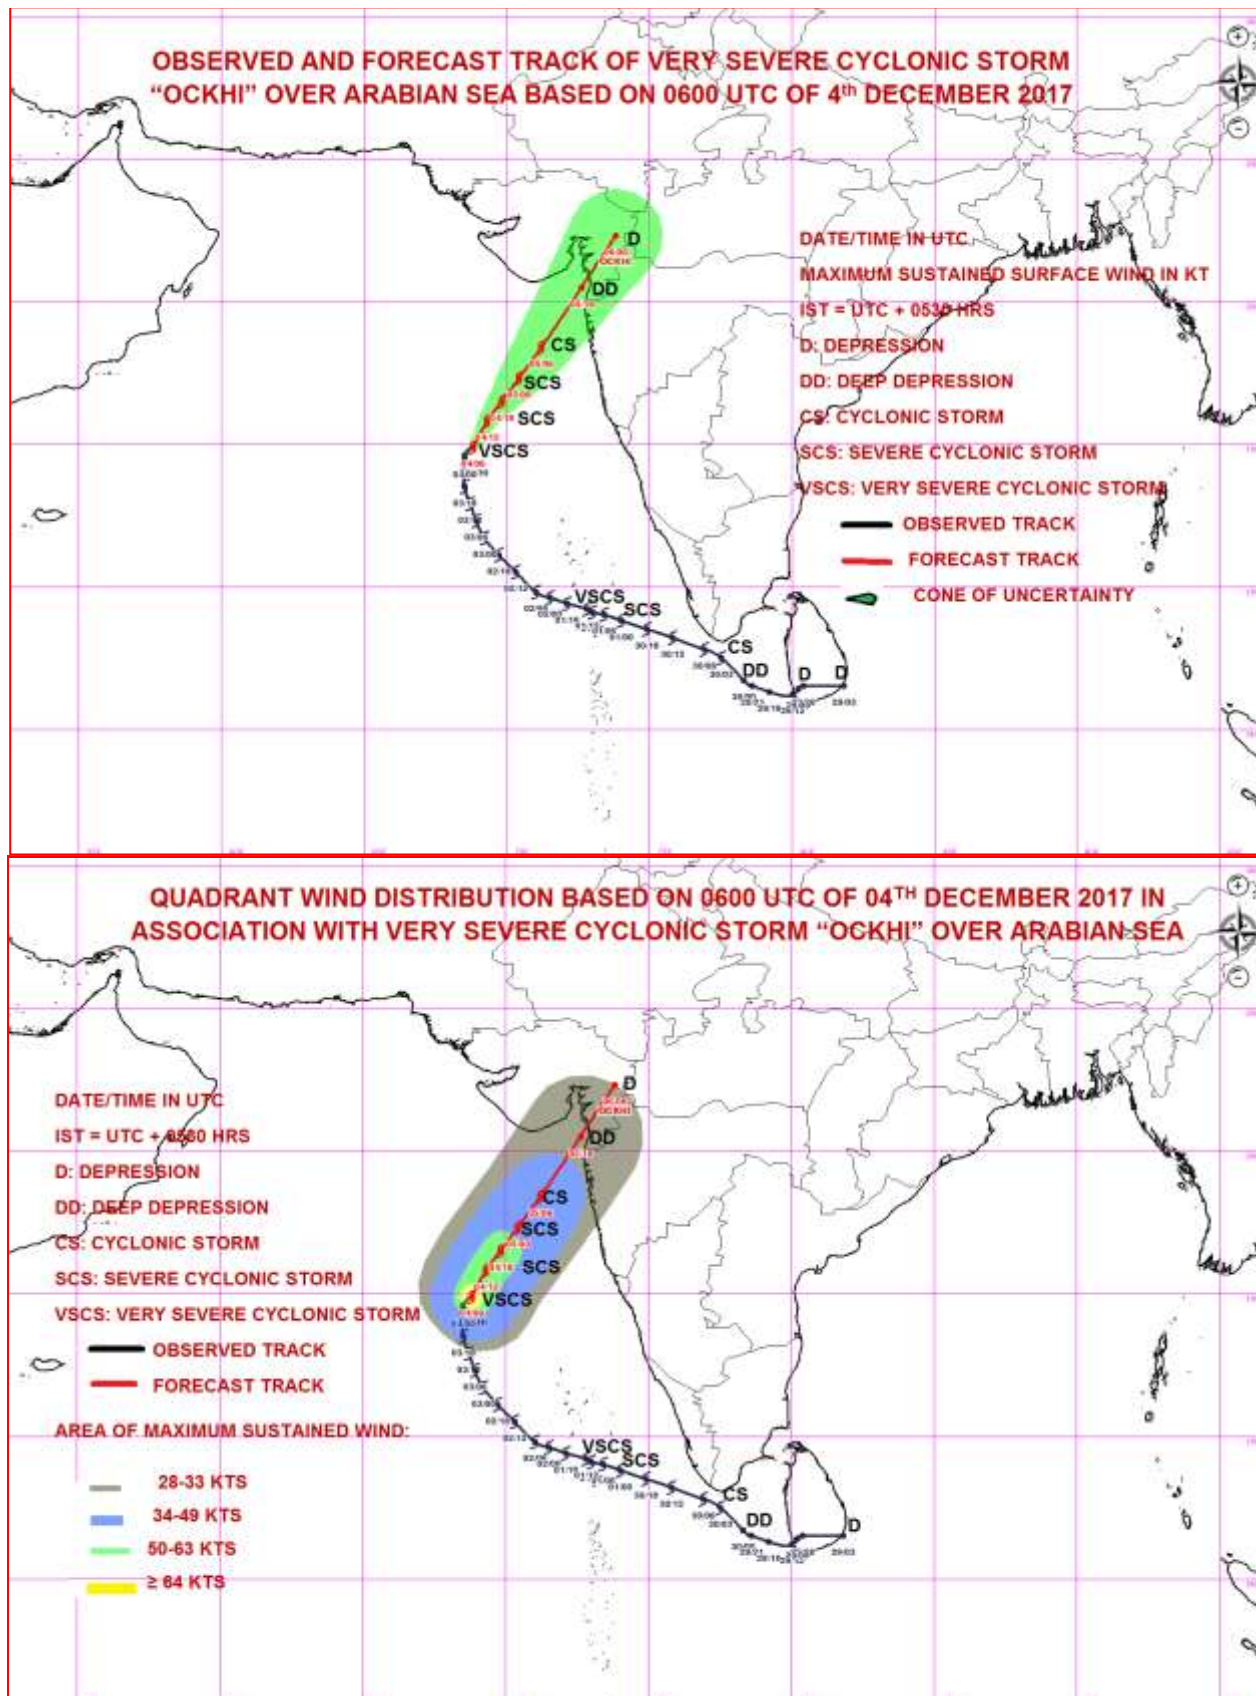 OBSERVED AND FORECAST TRACK OF VERY SEVERE CYCLONIC STORM
“OCKHI” OVER ARABIAN SEA BASED ON 0600 UTC OF 4th DECEMBER 2017
D
OCKHI
DD
CS
SCS
SCS
VSCS
VSCS
SCS
CS
DD
D
D
DATE/TIME IN UTC
MAXIMUM SUSTAINED SURFACE WIND IN KT
IST = UTC + 0530 HRS
D: DEPRESSION
DD: DEEP DEPRESSION
CS: CYCLONIC STORM
SCS: SEVERE CYCLONIC STORM
VSCS: VERY SEVERE CYCLONIC STORM
OBSERVED TRACK
FORECAST TRACK
CONE OF UNCERTAINTY
QUADRANT WIND DISTRIBUTION BASED ON 0600 UTC OF 04TH DECEMBER 2017 IN
ASSOCIATION WITH VERY SEVERE CYCLONIC STORM “OCKHI” OVER ARABIAN SEA
DATE/TIME IN UTC
IST = UTC + 0530 HRS
D: DEPRESSION
DD: DEEP DEPRESSION
CS: CYCLONIC STORM
SCS: SEVERE CYCLONIC STORM
VSCS: VERY SEVERE CYCLONIC STORM
OBSERVED TRACK
FORECAST TRACK
AREA OF MAXIMUM SUSTAINED WIND:
28-33 KTS
34-49 KTS
50-63 KTS
≥ 64 KTS
D
OCKHI
DD
CS
SCS
SCS
VSCS
VSCS
SCS
CS
DD
D